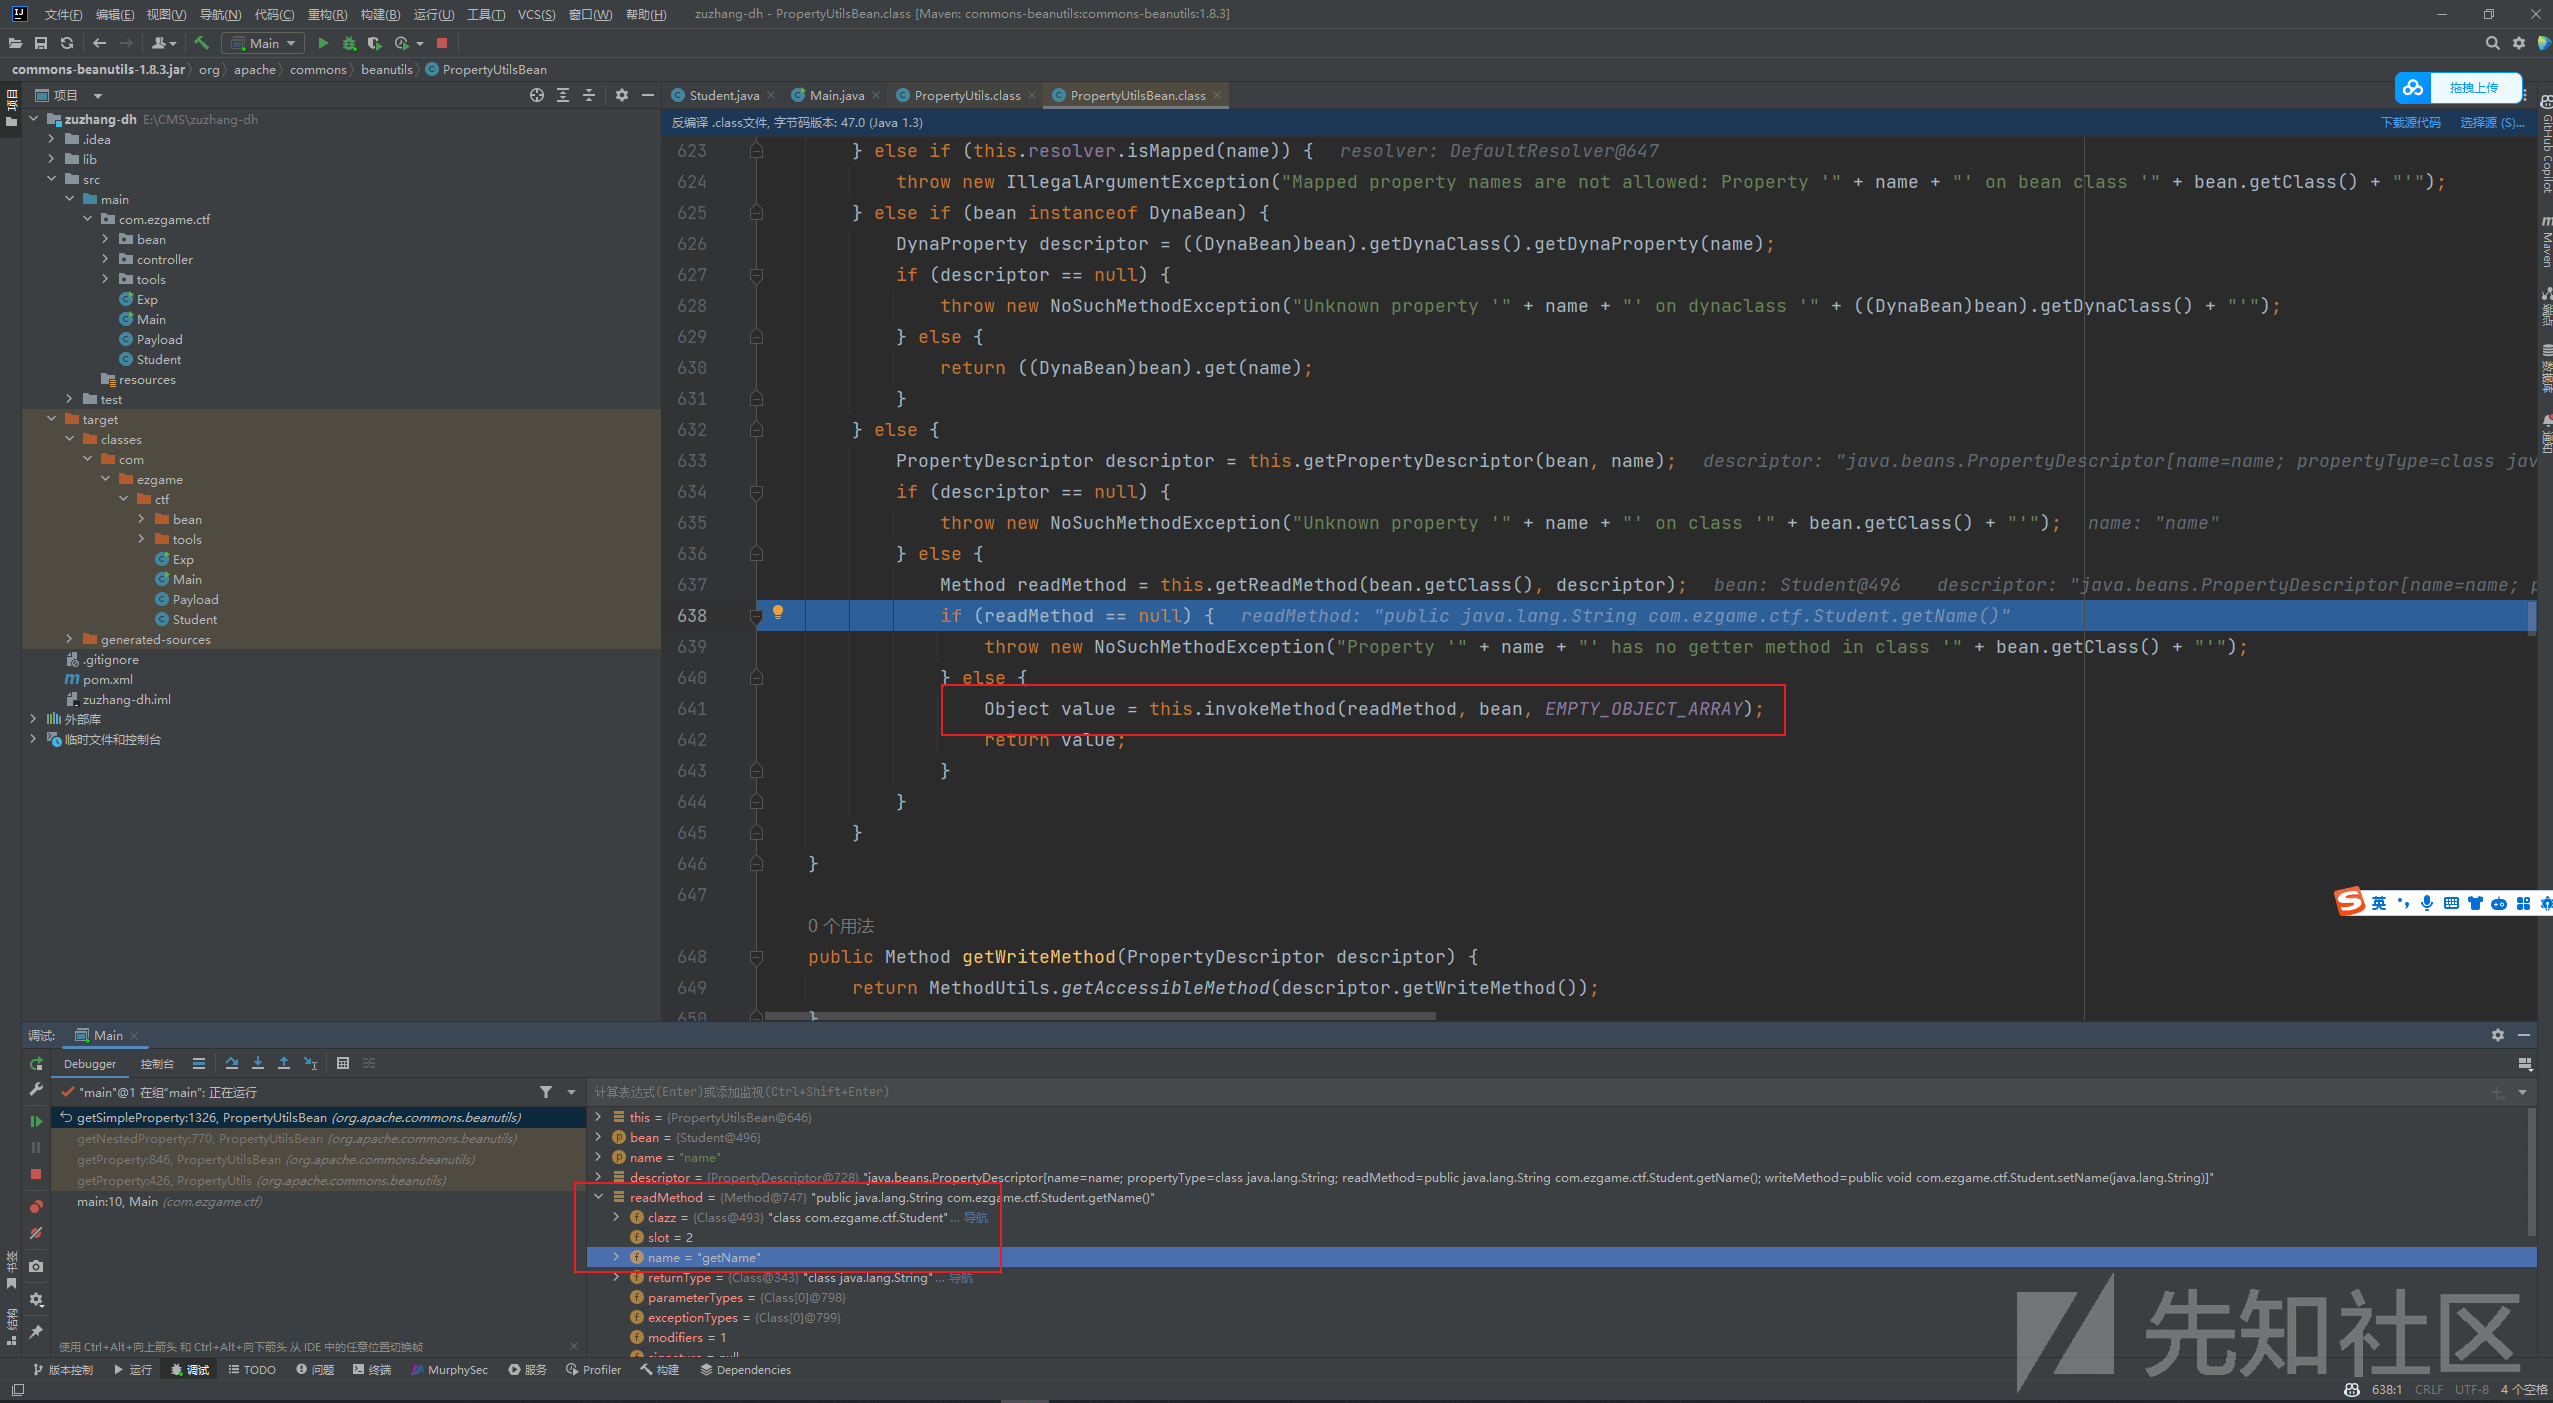 文件(F) 编辑(E) 视图(V) 导航(N) 代码(C) 重构(R) 构建(B) 运行(U) 工具(T) VCS(S) 窗口(W) 帮助(H) zuzhang-dh - PropertyUtilsBean.class [Maven: commons-beanutils:commons-beanutils:1.8.3]
Main
commons-beanutils-1.8.3.jar org apache commons beanutils PropertyUtilsBean
项目
Student.java Main.java PropertyUtils.class PropertyUtilsBean.class
拖拽上传
反编译 .class文件, 字节码版本: 47.0 (Java 1.3) 下载源代码 选择源 (S)...
zuzhang-dh E:\CMS\zuzhang-dh
.idea
lib
src
main
com.ezgame.ctf
bean
controller
tools
Exp
Main
Payload
Student
resources
test
target
classes
com
ezgame
ctf
bean
tools
Exp
Main
Payload
Student
generated-sources
.gitignore
pom.xml
zuzhang-dh.iml
外部库
临时文件和控制台
623 } else if (this.resolver.isMapped(name)) { resolver: DefaultResolver@647
624 throw new IllegalArgumentException("Mapped property names are not allowed: Property '" + name + "' on bean class '" + bean.getClass() + "'");
625 } else if (bean instanceof DynaBean) {
626 DynaProperty descriptor = ((DynaBean)bean).getDynaClass().getDynaProperty(name);
627 if (descriptor == null) {
628 throw new NoSuchMethodException("Unknown property '" + name + "' on dynaclass '" + ((DynaBean)bean).getDynaClass() + "'");
629 } else {
630 return ((DynaBean)bean).get(name);
631 }
632 } else {
633 PropertyDescriptor descriptor = this.getPropertyDescriptor(bean, name); descriptor: "java.beans.PropertyDescriptor[name=name; propertyType=class jav
634 if (descriptor == null) {
635 throw new NoSuchMethodException("Unknown property '" + name + "' on class '" + bean.getClass() + "'"); name: "name"
636 } else {
637 Method readMethod = this.getReadMethod(bean.getClass(), descriptor); bean: Student@496 descriptor: "java.beans.PropertyDescriptor[name=name; p
638 if (readMethod == null) { readMethod: "public java.lang.String com.ezgame.ctf.Student.getName()"
639 throw new NoSuchMethodException("Property '" + name + "' has no getter method in class '" + bean.getClass() + "'");
640 } else {
641 Object value = this.invokeMethod(readMethod, bean, EMPTY_OBJECT_ARRAY);
642 return value;
643 }
644 }
645 }
646 }
647
0 个用法
648 public Method getWriteMethod(PropertyDescriptor descriptor) {
649 return MethodUtils.getAccessibleMethod(descriptor.getWriteMethod());
650 }
GitHub Copilot
Maven
端点
数据库
通知
英
调试: Main
Debugger 控制台
"main"@1 在组"main": 正在运行
计算表达式(Enter)或添加监视(Ctrl+Shift+Enter)
getSimpleProperty:1326, PropertyUtilsBean (org.apache.commons.beanutils)
getNestedProperty:770, PropertyUtilsBean (org.apache.commons.beanutils)
getProperty:846, PropertyUtilsBean (org.apache.commons.beanutils)
getProperty:426, PropertyUtils (org.apache.commons.beanutils)
main:10, Main (com.ezgame.ctf)
this = {PropertyUtilsBean@646}
bean = {Student@496}
name = "name"
descriptor = {PropertyDescriptor@728} "java.beans.PropertyDescriptor[name=name; propertyType=class java.lang.String; readMethod=public java.lang.String com.ezgame.ctf.Student.getName(); writeMethod=public void com.ezgame.ctf.Student.setName(java.lang.String)]"
readMethod = {Method@747} "public java.lang.String com.ezgame.ctf.Student.getName()"
clazz = {Class@493} "class com.ezgame.ctf.Student"... 导航
slot = 2
name = "getName"
returnType = {Class@343} "class java.lang.String"... 导航
parameterTypes = {Class[0]@798}
exceptionTypes = {Class[0]@799}
modifiers = 1
signature = null
书签
结构
使用 Ctrl+Alt+向上箭头 和 Ctrl+Alt+向下箭头 从 IDE 中的任意位置切换帧
先知社区
版本控制 运行 调试 TODO 问题 终端 MurphySec 服务 Profiler 构建 Dependencies
638:1 CRLF UTF-8 4 个空格